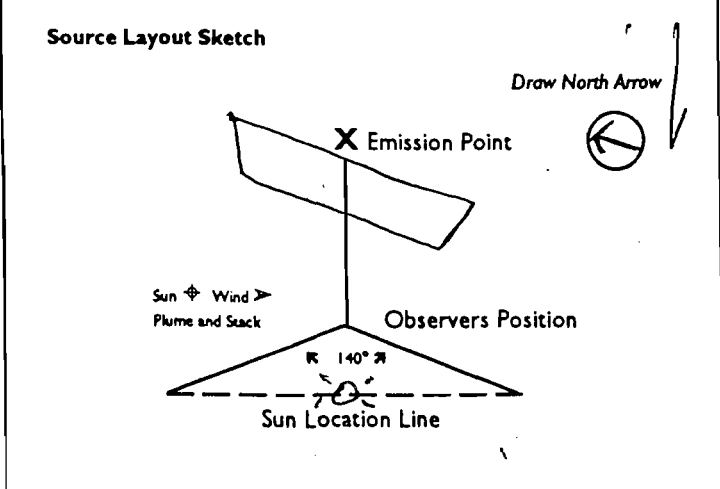 Source Layout Sketch
Draw North Arrow
X Emission Point
Sun Wind
Plume and Stack
Observers Position
140°
Sun Location Line